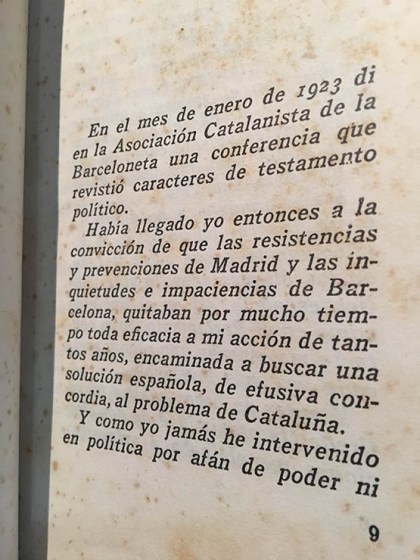 En el mes de enero de 1923 di
en la Asociación Catalanista de la
Barceloneta una conferencia que
revistió caracteres de testamento
político.
Había llegado yo entonces a la
convicción de que las resistencias
y prevenciones de Madrid y las in-
quietudes e impaciencias de Bar-
celona, quitaban por mucho tiem-
po toda eficacia a mi acción de tan-
tos años, encaminada a buscar una
solución española, de efusiva con-
cordia, al problema de Cataluña.
Y como yo jamás he intervenido
en política por afán de poder ni
9